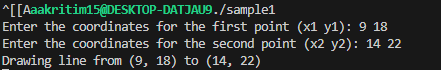 ^[[Aaakritim15@DESKTOP-DATJAU9./sample1
Enter the coordinates for the first point (x1 y1): 9 18
Enter the coordinates for the second point (x2 y2): 14 22
Drawing line from (9, 18) to (14, 22)